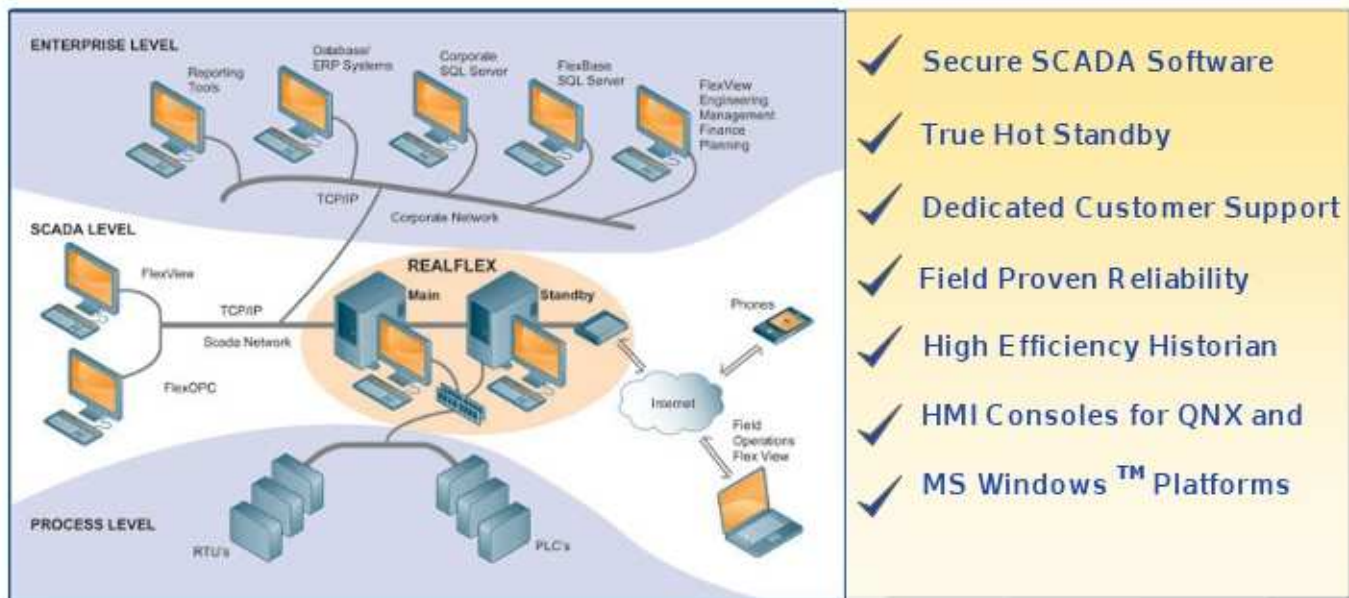 ENTERPRISE LEVEL
Reporting
Tools
Database/
ERP Systems
Corporate
SQL Server
FlexBase
SQL Server
FlexView
Engineering
Management
Finance
Planning
TCP/IP
Corporate Network
SCADA LEVEL
FlexView
TCP/IP
Scada Network
FlexOPC
REALFLEX
Main
Standby
Phones
Internet
Field
Operations
Flex View
PROCESS LEVEL
RTU's
PLC's
Secure SCADA Software
True Hot Standby
Dedicated Customer Support
Field Proven Reliability
High Efficiency Historian
HMI Consoles for QNX and
MS Windows ™ Platforms